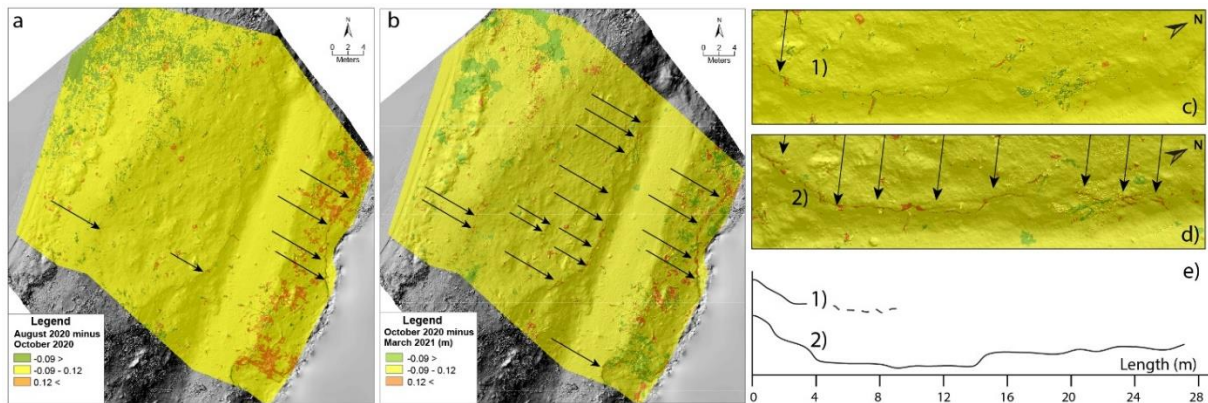 a
N
0 2 4
Meters
Legend
August 2020 minus
October 2020
-0.09 >
-0.09 - 0.12
0.12 <
b
N
0 2 4
Meters
Legend
October 2020 minus
March 2021 (m)
-0.09 >
-0.09 - 0.12
0.12 <
N
1)
c)
N
2)
d)
e)
1)
2)
Length (m)
0 4 8 12 16 20 24 28